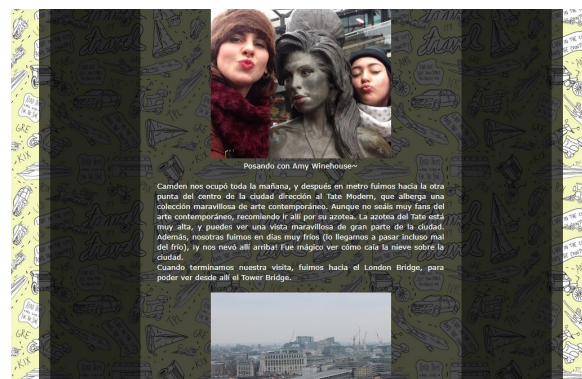 travel
travel
Posando con Amy Winehouse~
Camden nos ocupó toda la mañana, y después en metro fuimos hacia la otra
punta del centro de la ciudad dirección al Tate Modern, que alberga una
colección maravillosa de arte contemporáneo. Aunque no seáis muy fans del
arte contemporáneo, recomiendo ir allí por su azotea. La azotea del Tate está
muy alta, y puedes ver una vista maravillosa de gran parte de la ciudad.
Además, nosotras fuimos en días muy fríos (lo llegamos a pasar incluso mal
del frío), ¡y nos nevó allí arriba! Fue mágico ver cómo caía la nieve sobre la
ciudad.
Cuando terminamos nuestra visita, fuimos hacia el London Bridge, para
poder ver desde allí el Tower Bridge.